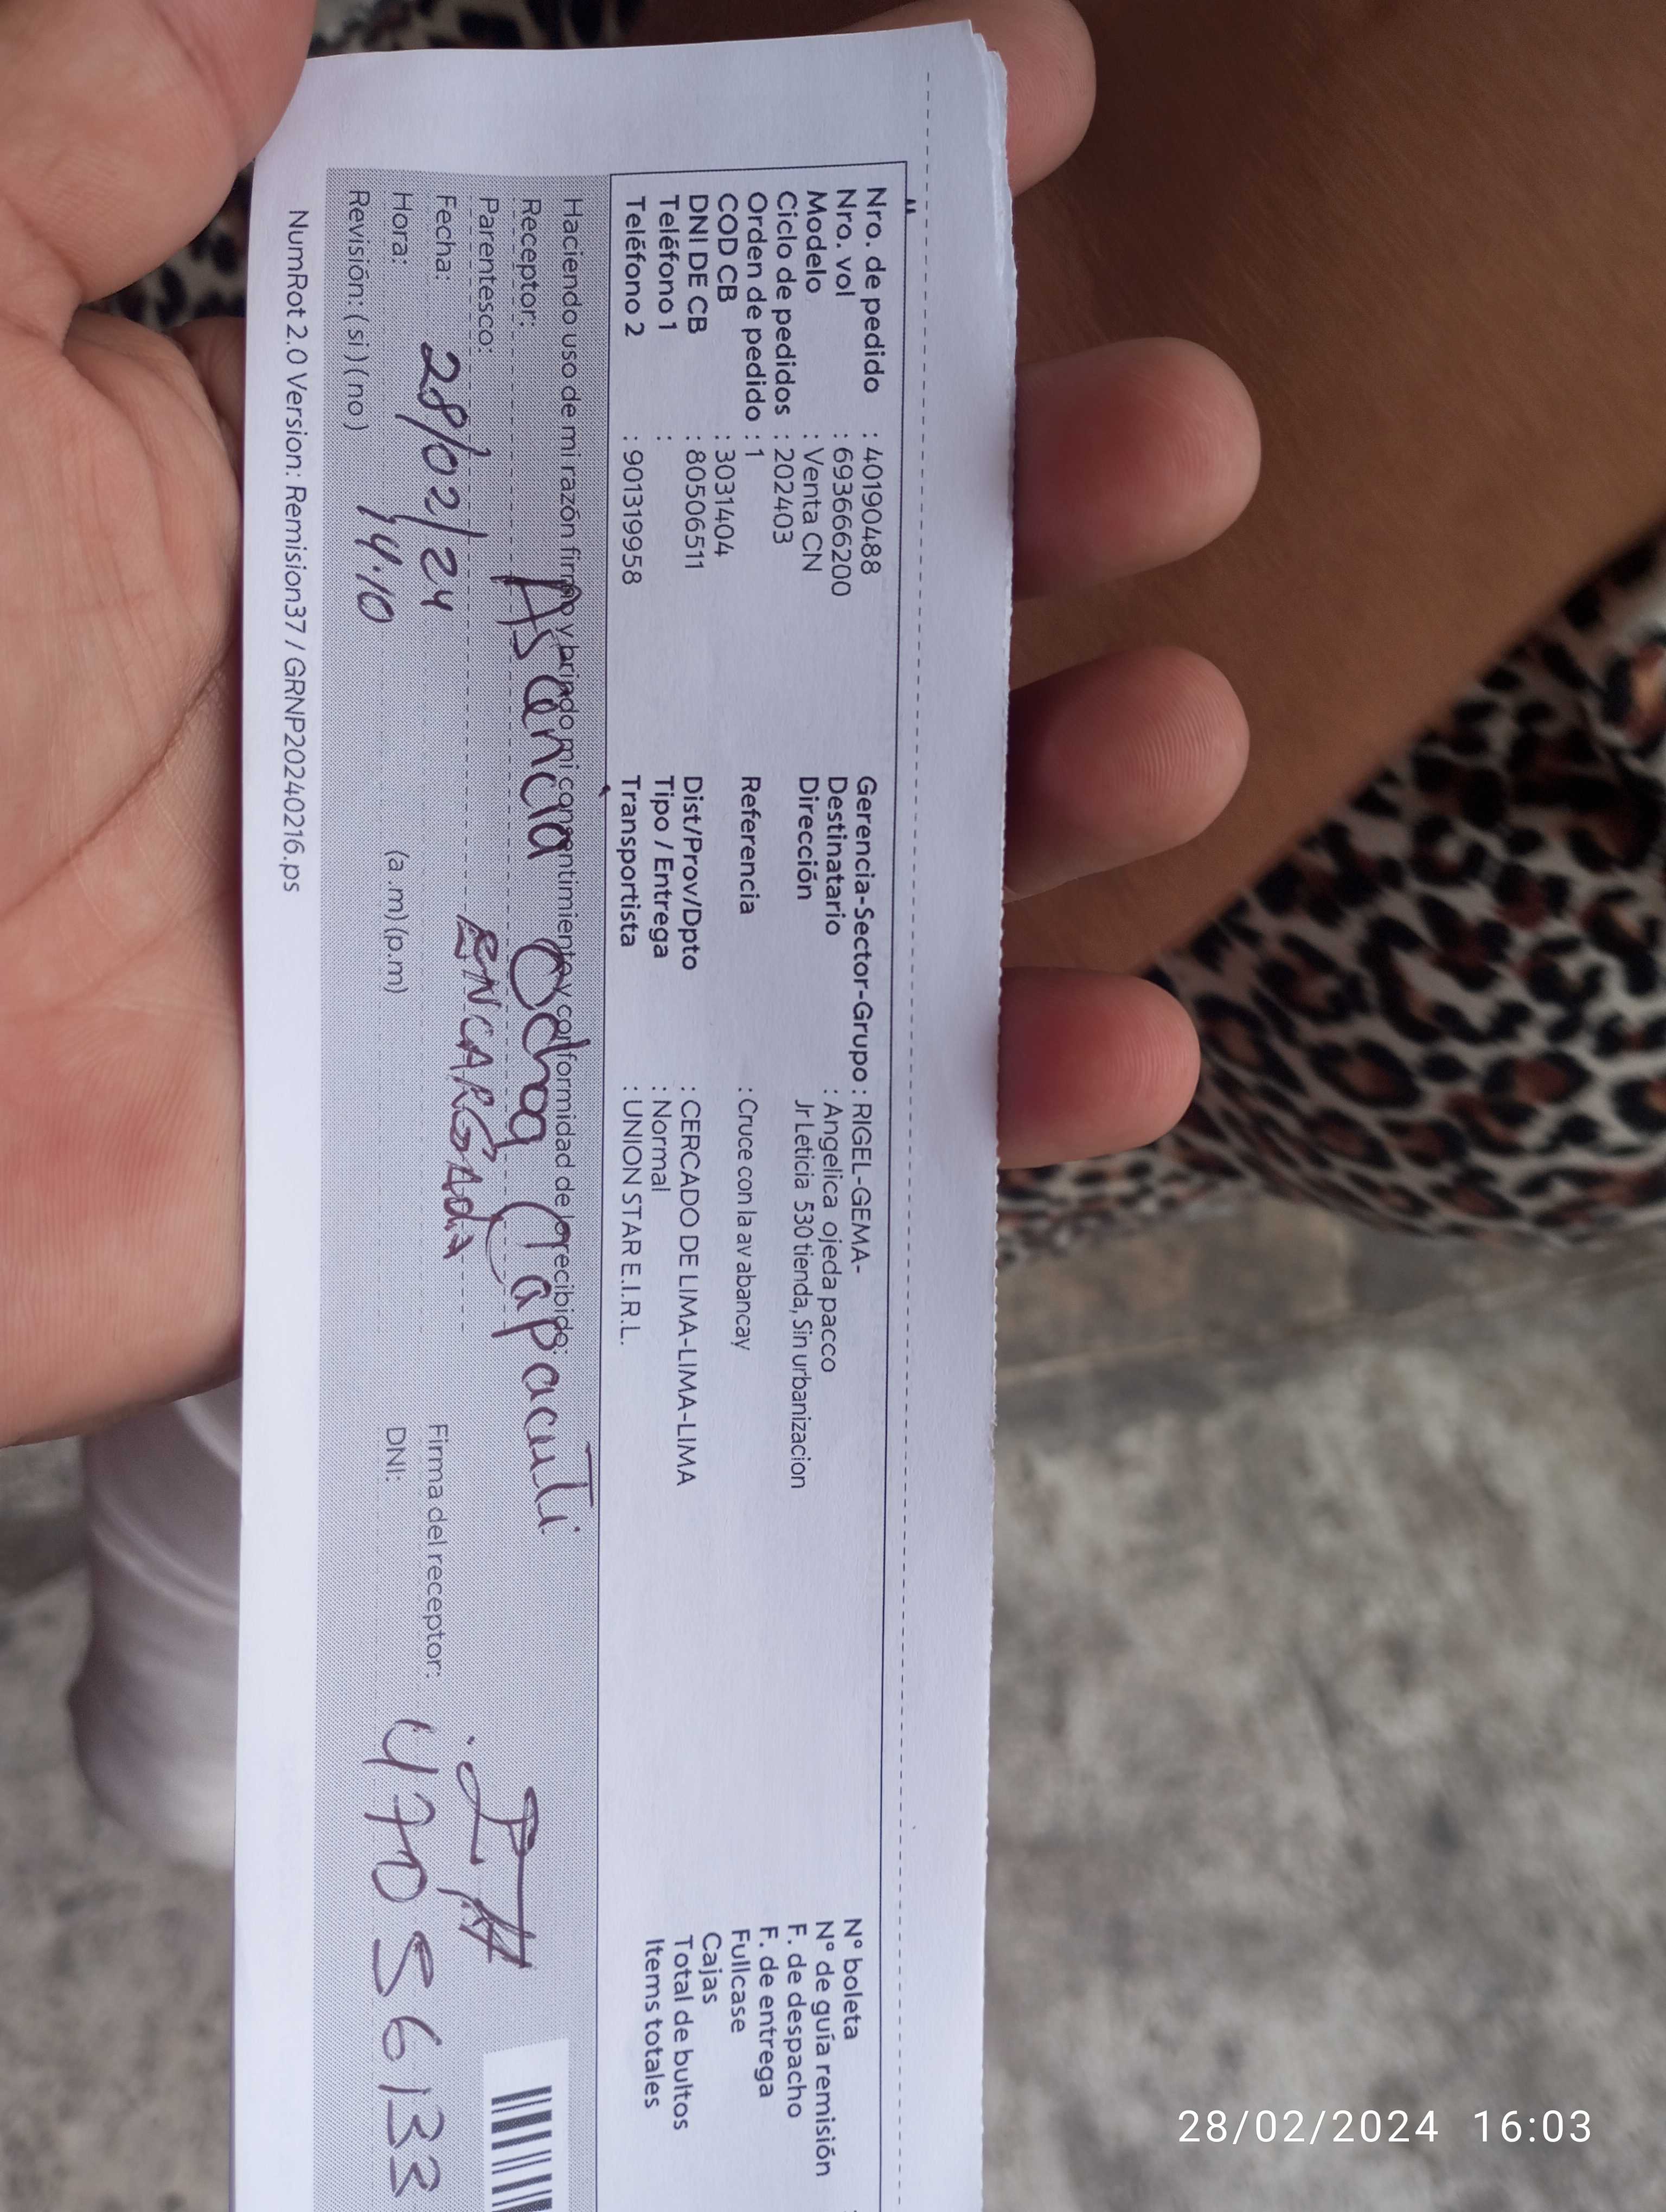 Nro. de pedido : 40190488
Nro. vol : 693666200
Modelo : Venta CN
Ciclo de pedidos : 202403
Orden de pedido : 1
COD CB : 3031404
DNI DE CB : 80506511
Teléfono 1 :
Teléfono 2 : 901319958
Gerencia-Sector-Grupo : RIGEL-GEMA-
Destinatario : Angelica ojeda pacco
Dirección Jr Leticia 530 tienda, Sin urbanizacion
Referencia : Cruce con la av abancay
Dist/Prov/Dpto : CERCADO DE LIMA-LIMA-LIMA
Tipo / Entrega : Normal
Transportista : UNION STAR E.I.R.L.
N° boleta
N° de guía remisión
F. de despacho
F. de entrega
Fullcase
Cajas
Total de bultos
Items totales
Haciendo uso de mi razón firmo y brindo mi consentimiento y conformidad de lo recibido:
Receptor: Asencia Ochoa Tapacuti
Parentesco: ENCARGAda
Fecha: 28/02/24 Firma del receptor:
Hora: 14.10 (a .m) (p.m) DNI: 47056133
Revisión: ( si ) ( no )
NumRot 2.0 Version: Remision37 / GRNP20240216.ps
28/02/2024 16:03